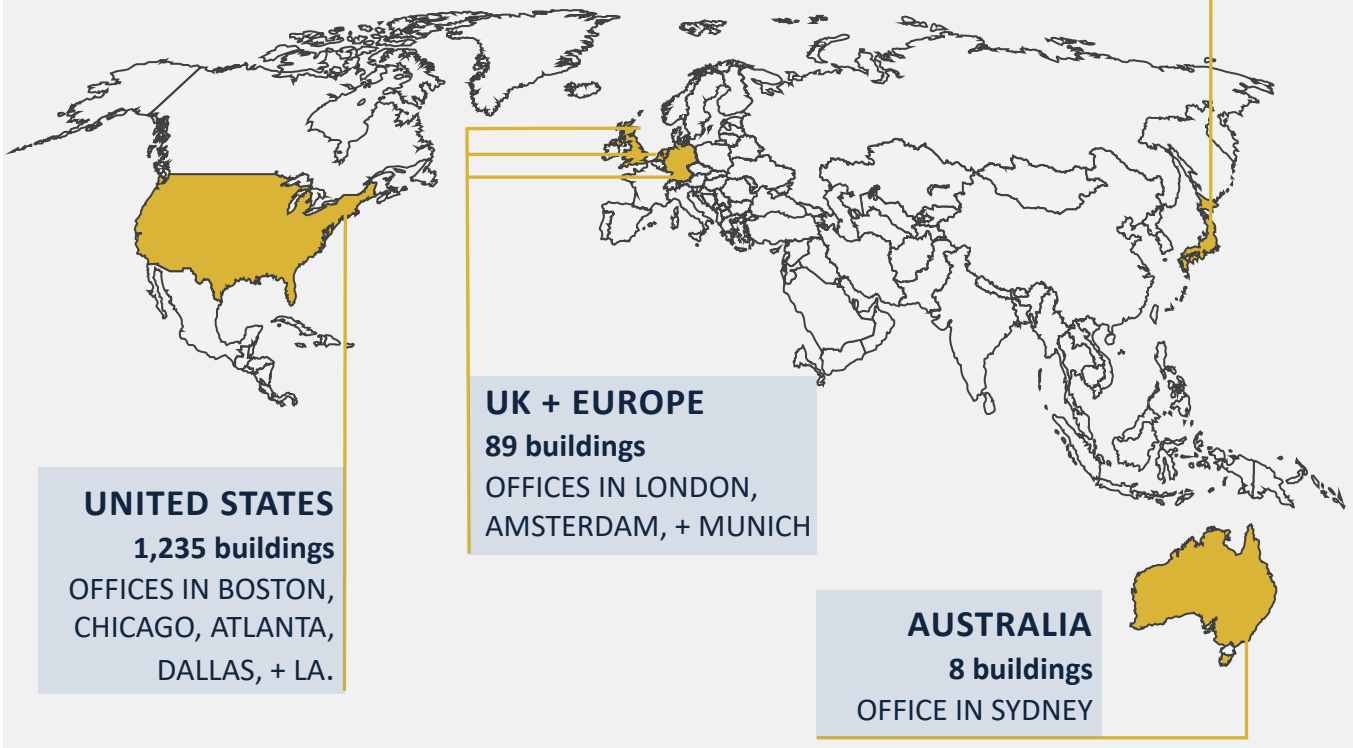 UK + EUROPE
89 buildings
OFFICES IN LONDON,
AMSTERDAM, + MUNICH
UNITED STATES
1,235 buildings
OFFICES IN BOSTON,
CHICAGO, ATLANTA,
DALLAS, + LA.
AUSTRALIA
8 buildings
OFFICE IN SYDNEY